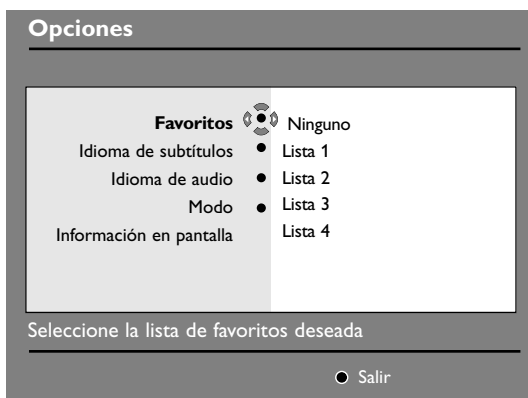 Opciones
Favoritos
Idioma de subtítulos
Idioma de audio
Modo
Información en pantalla
Ninguno
Lista 1
Lista 2
Lista 3
Lista 4
Seleccione la lista de favoritos deseada
Salir